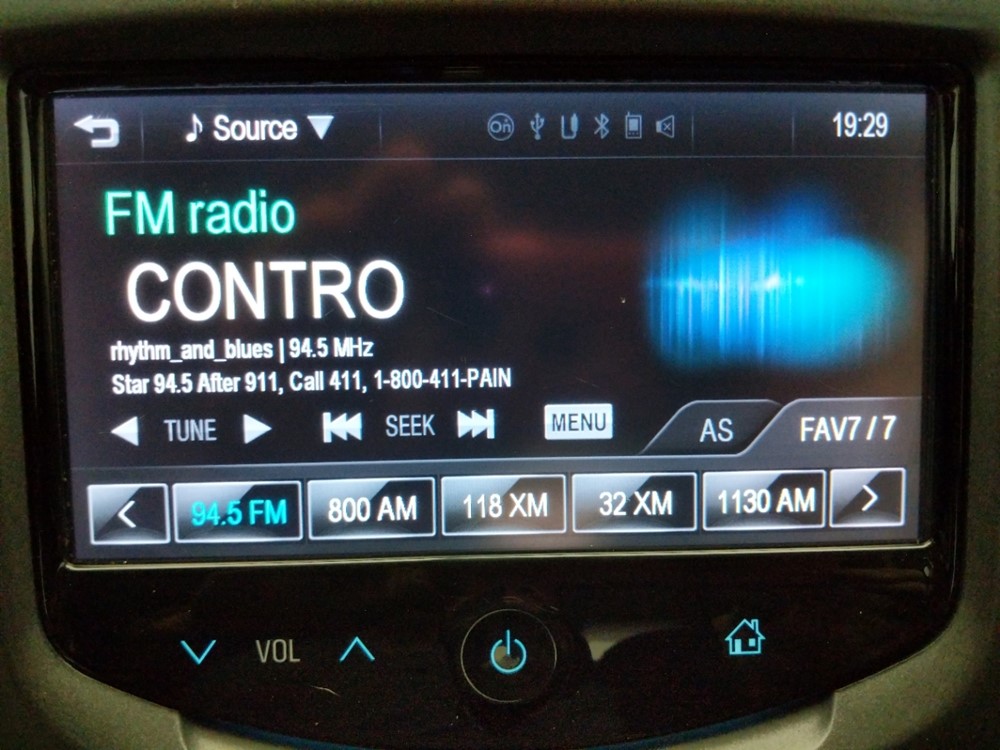 Source
On
19:29
FM radio
CONTRO
rhythm_and_blues | 94.5 MHz
Star 94.5 After 911, Call 411, 1-800-411-PAIN
TUNE SEEK MENU AS FAV7 / 7
94.5 FM 800 AM 118 XM 32 XM 1130 AM
VOL